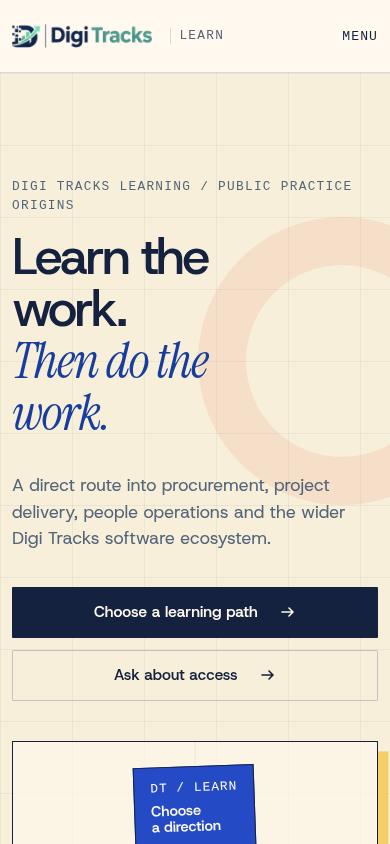 Digi Tracks
LEARN
MENU
DIGI TRACKS LEARNING / PUBLIC PRACTICE
ORIGINS
Learn the
work.
Then do the
work.
A direct route into procurement, project
delivery, people operations and the wider
Digi Tracks software ecosystem.
Choose a learning path →
Ask about access →
DT / LEARN
Choose
a direction